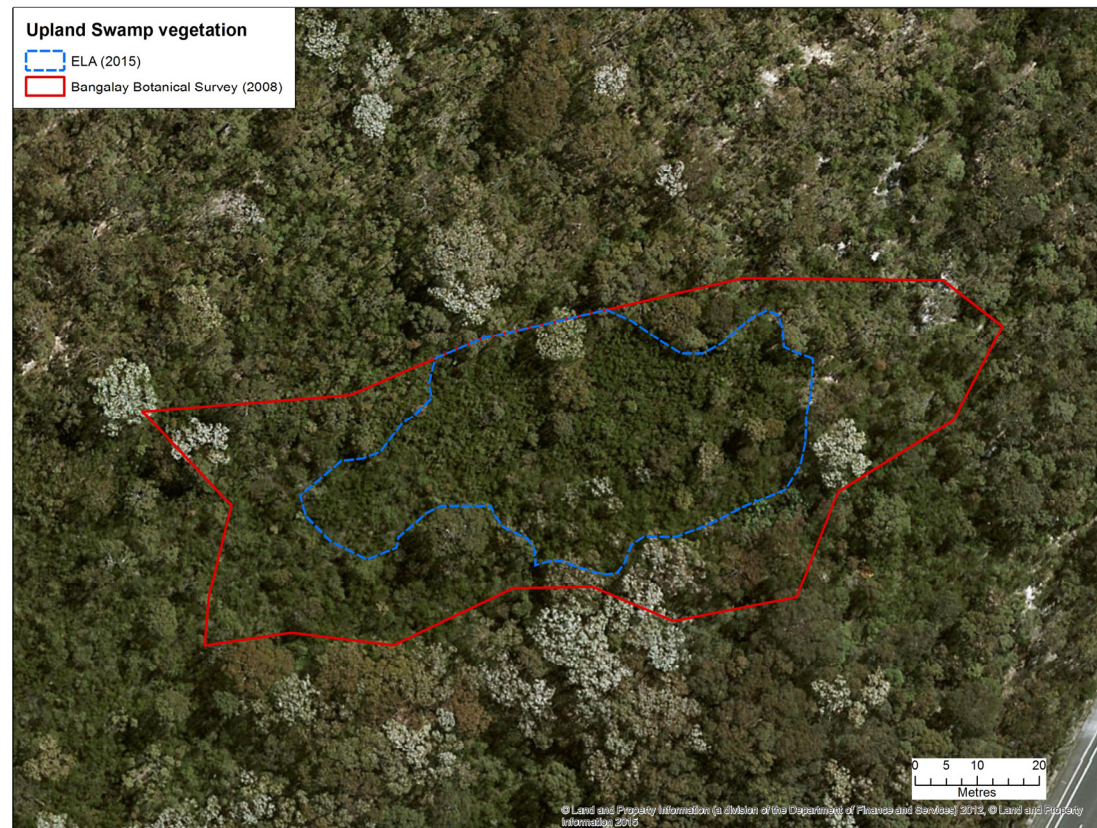 Upland Swamp vegetation
ELA (2015)
Bangalay Botanical Survey (2008)
0 5 10 15 20
Metres
© Land and Property Information (a division of the Department of Finance and Services) 2012, © Land and Property
Information 2015